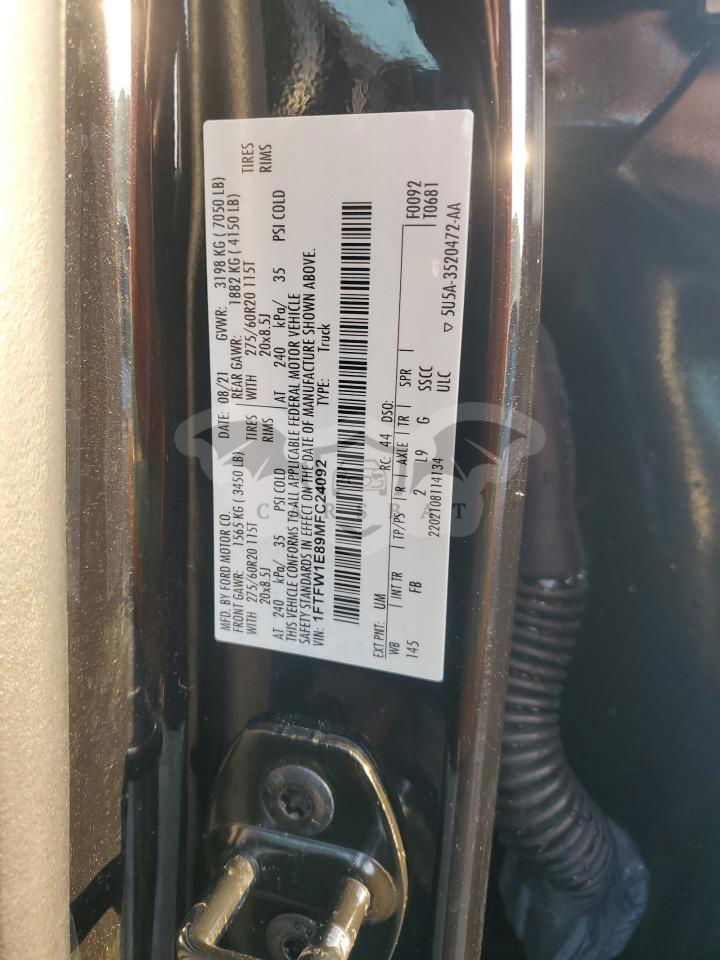 MFD. BY FORD MOTOR CO. DATE: 08/21 GVWR: 3198 KG ( 7050 LB)
FRONT GAWR: 1565 KG ( 3450 LB) REAR GAWR: 1882 KG ( 4150 LB)
WITH 275/60R20 115T TIRES WITH 275/60R20 115T TIRES
20x8.5J RIMS 20x8.5J RIMS
AT 240 kPa/ 35 PSI COLD AT 240 kPa/ 35 PSI COLD
THIS VEHICLE CONFORMS TO ALL APPLICABLE FEDERAL MOTOR VEHICLE
SAFETY STANDARDS IN EFFECT ON THE DATE OF MANUFACTURE SHOWN ABOVE.
VIN: 1FTFW1E89MFC24092 TYPE: Truck
EXT PNT: UM RC: 44 DSO: F0092
WB INT TR TP/PS R AXLE TR SPR T0681
145 FB 2 L9 G SSCC
2202108114134 ULC
▽ 5U5A-3520472-AA
CARSBAT